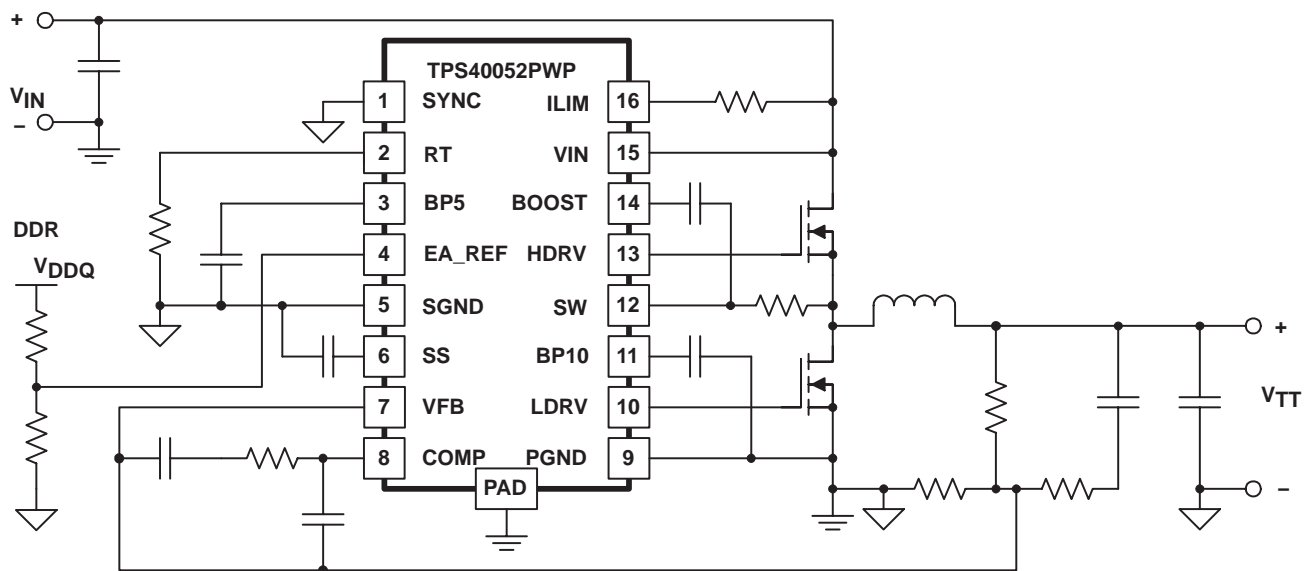 +
VIN
−
TPS40052PWP
1 SYNC
2 RT
3 BP5
4 EA_REF
5 SGND
6 SS
7 VFB
8 COMP
ILIM 16
VIN 15
BOOST 14
HDRV 13
SW 12
BP10 11
LDRV 10
PGND 9
PAD
DDR
VDDQ
+
VTT
−